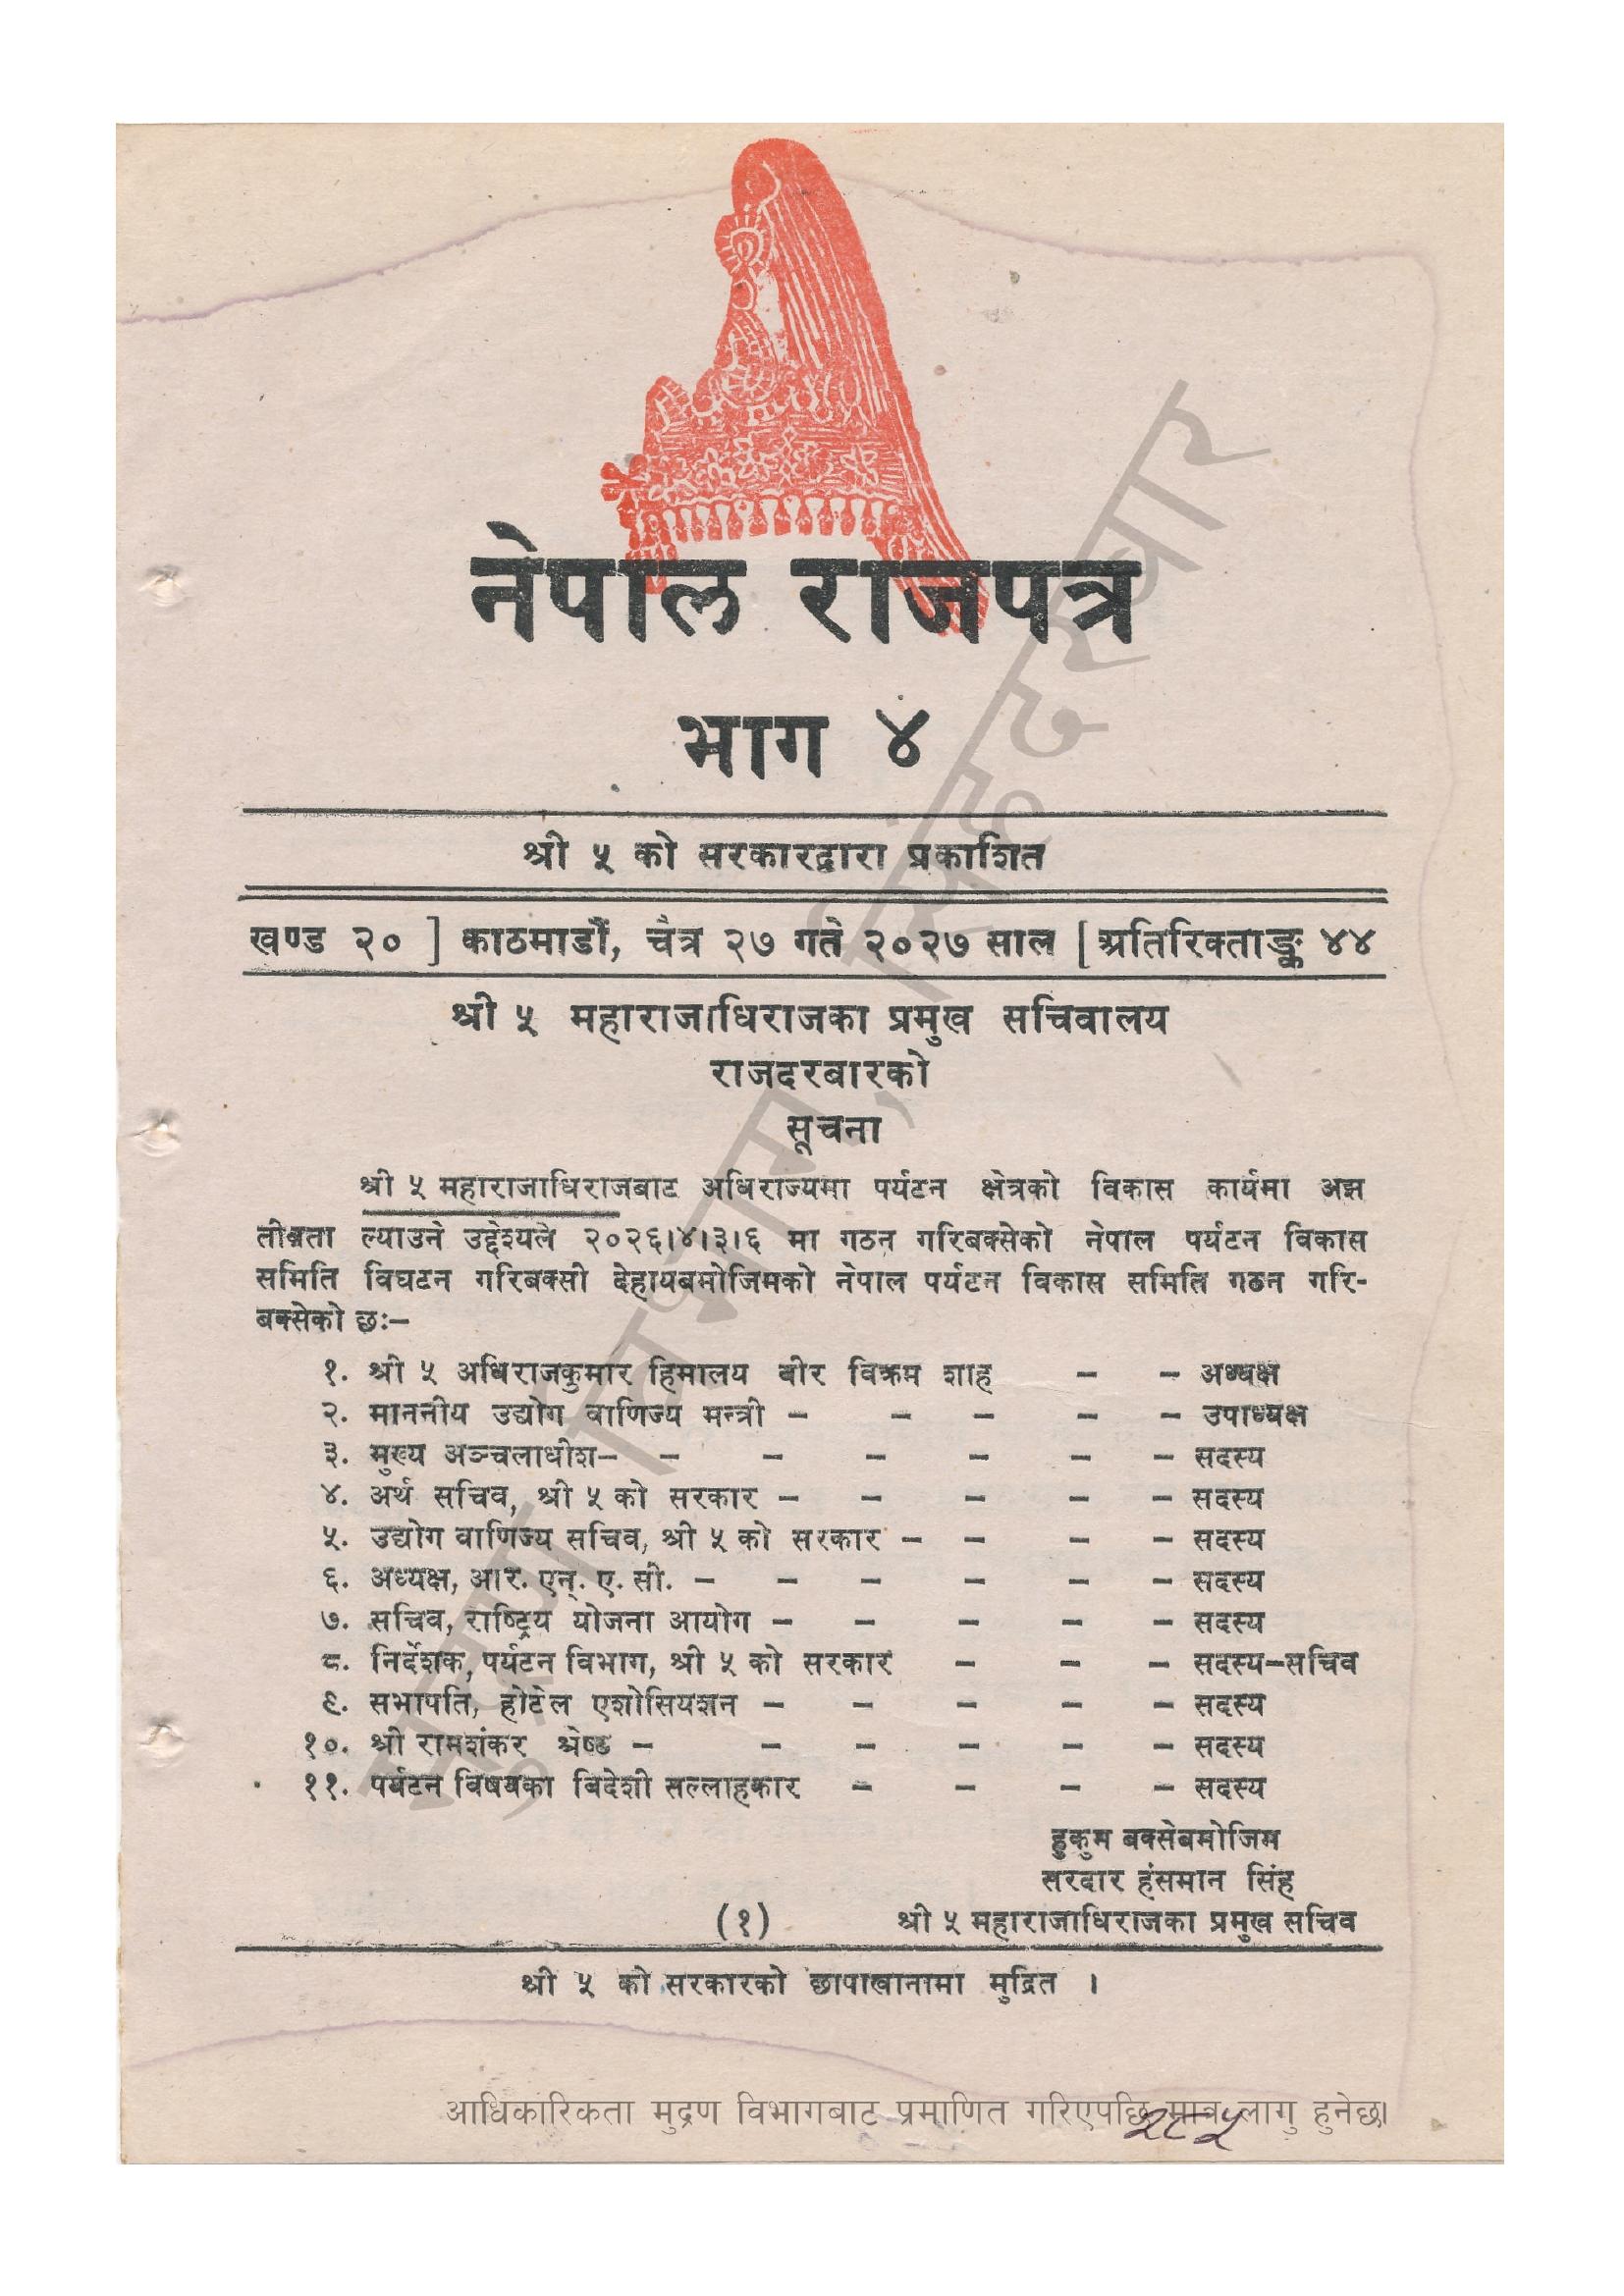 नेपाल राजपत्र
भाग ४
श्री ५ को सरकारद्वारा प्रकाशित
खण्ड २० ] काठमाडौं, चैत्र २७ गते २०२७ साल [ अतिरिक्ताङ्क ४४
श्री ५ महाराजाधिराजका प्रमुख सचिवालय
राजदरबारको
सूचना
श्री ५ महाराजाधिराजबाट अधिराज्यमा पर्यटन क्षेत्रको विकास कार्यमा अझ
तीब्रता ल्याउने उद्देश्यले २०२६।४।३।६ मा गठन गरिबक्सेको नेपाल पर्यटन विकास
समिति विघटन गरिबक्सी देहायबमोजिमको नेपाल पर्यटन विकास समिति गठन गरि-
बक्सेको छः-
१. श्री ५ अधिराजकुमार हिमालय बीर विक्रम शाह - - अध्यक्ष
२. माननीय उद्योग वाणिज्य मन्त्री - - - - - उपाध्यक्ष
३. मुख्य अञ्चलाधीश- - - - - - - सदस्य
४. अर्थ सचिव, श्री ५ को सरकार - - - - - सदस्य
५. उद्योग वाणिज्य सचिव, श्री ५ को सरकार - - - - सदस्य
६. अध्यक्ष, आर. एन्. ए. सी. - - - - - - सदस्य
७. सचिव, राष्ट्रिय योजना आयोग - - - - - सदस्य
८. निर्देशक, पर्यटन विभाग, श्री ५ को सरकार - - - सदस्य-सचिव
९. सभापति, होटेल एशोसियशन - - - - - सदस्य
१०. श्री रामशंकर श्रेष्ठ - - - - - - सदस्य
११. पर्यटन विषयका विदेशी सल्लाहकार - - - - सदस्य
हुकुम बक्सेबमोजिम
सरदार हंसमान सिंह
(१) श्री ५ महाराजाधिराजका प्रमुख सचिव
श्री ५ को सरकारको छापाखानामा मुद्रित ।
आधिकारिकता मुद्रण विभागबाट प्रमाणित गरिएपछि मात्र लागु हुनेछ।
२८५
मुद्रण विभाग, सिंहदरबार